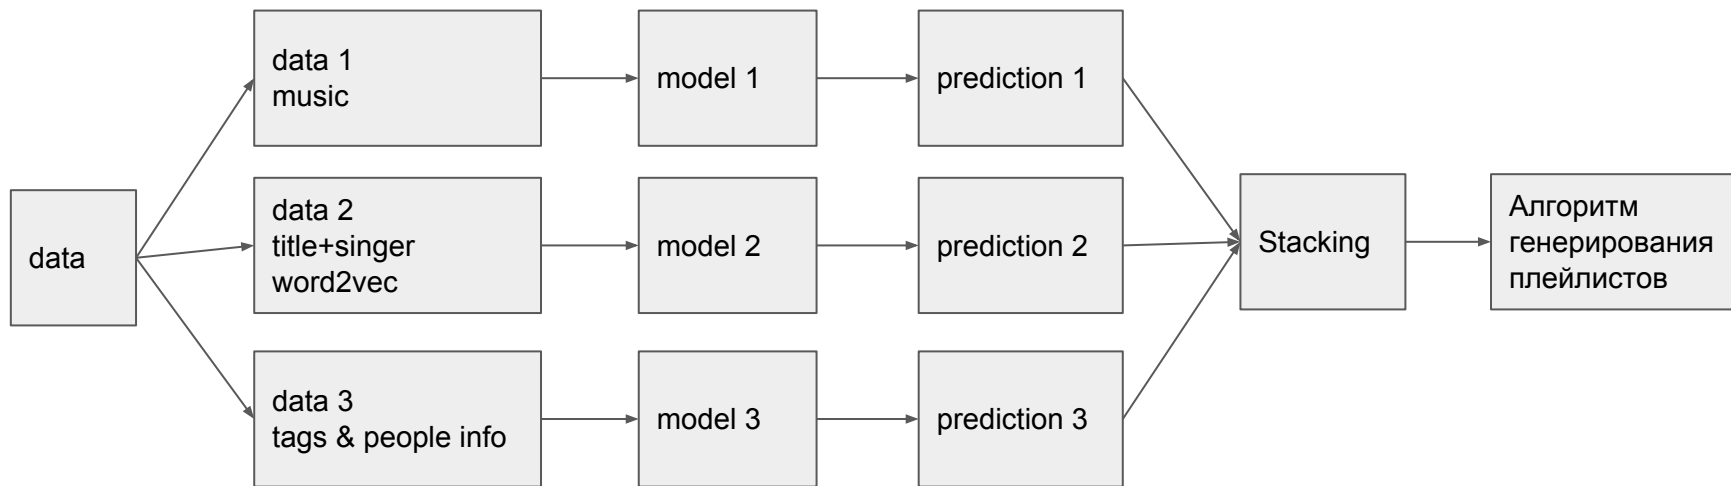 data
data 1
music
model 1
prediction 1
data 2
title+singer
word2vec
model 2
prediction 2
data 3
tags & people info
model 3
prediction 3
Stacking
Алгоритм
генерирования
плейлистов